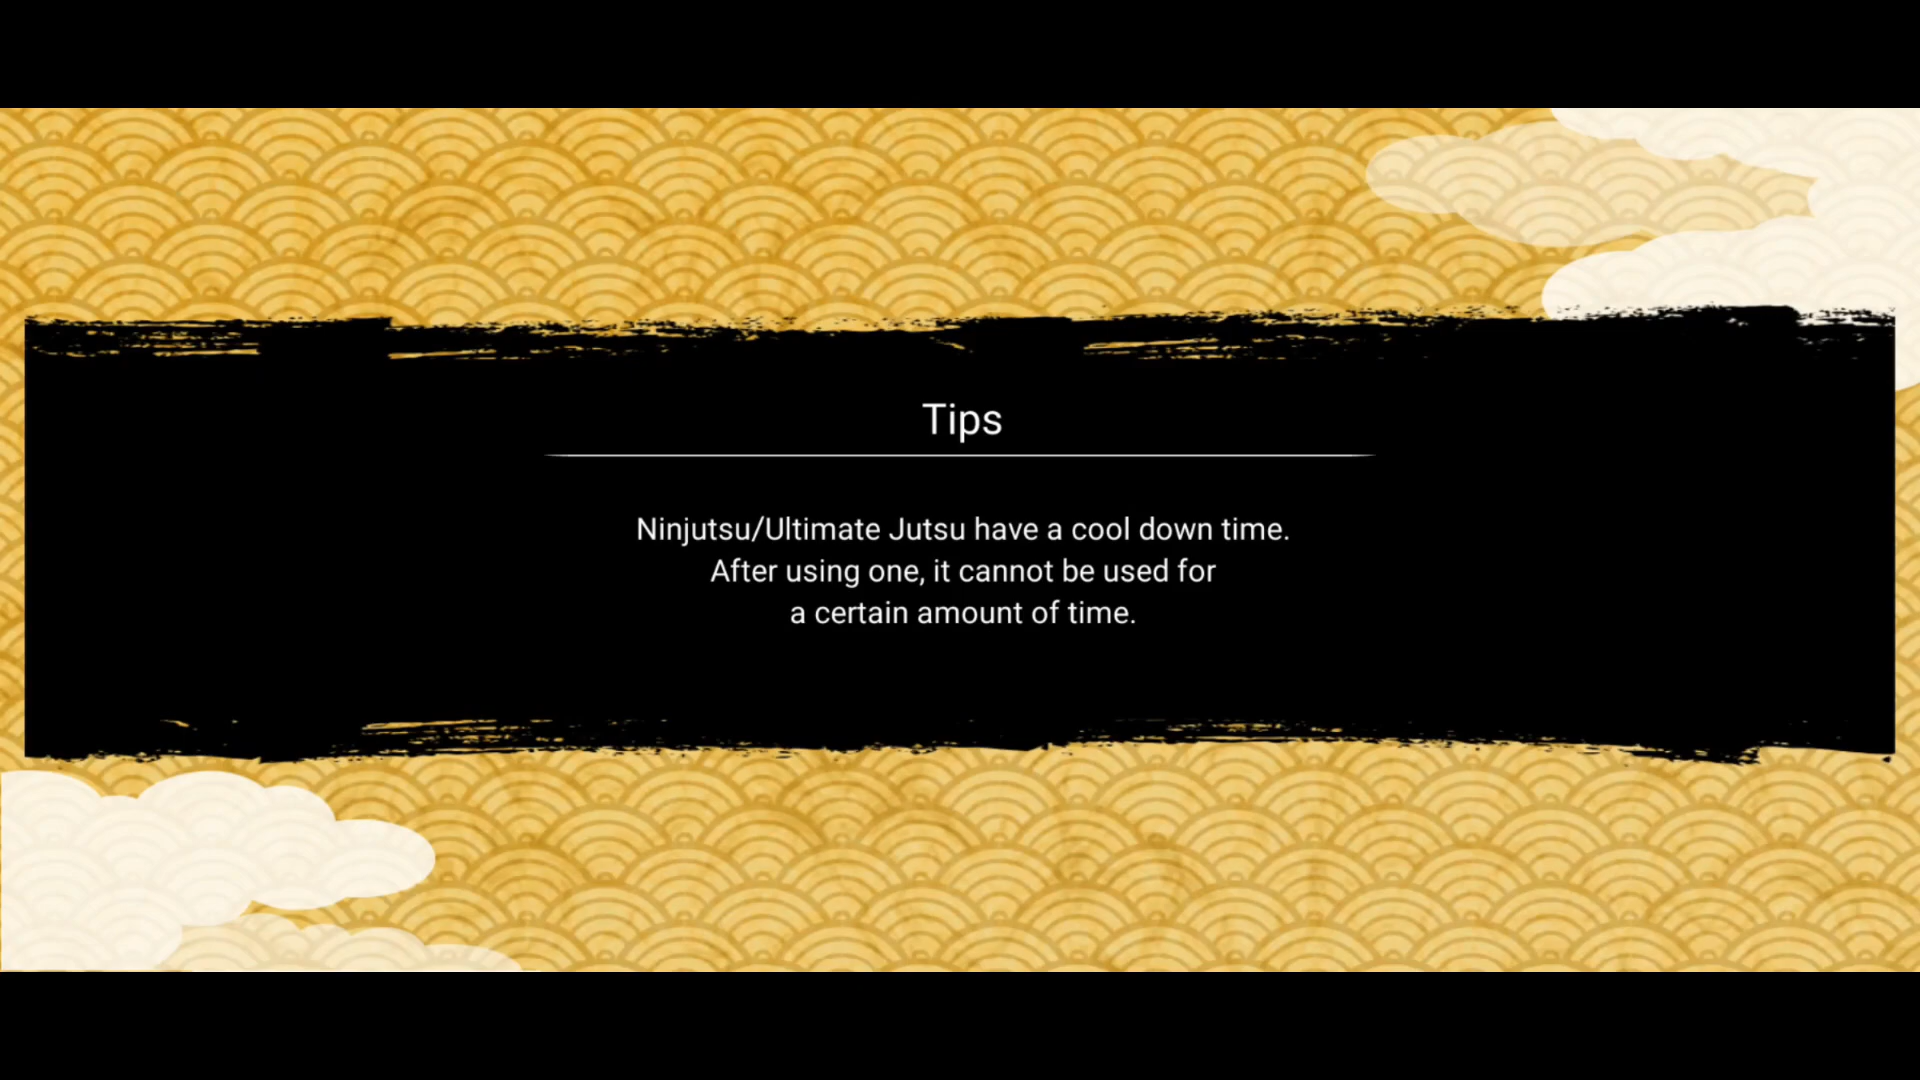 Tips
Ninjutsu/Ultimate Jutsu have a cool down time.
After using one, it cannot be used for
a certain amount of time.